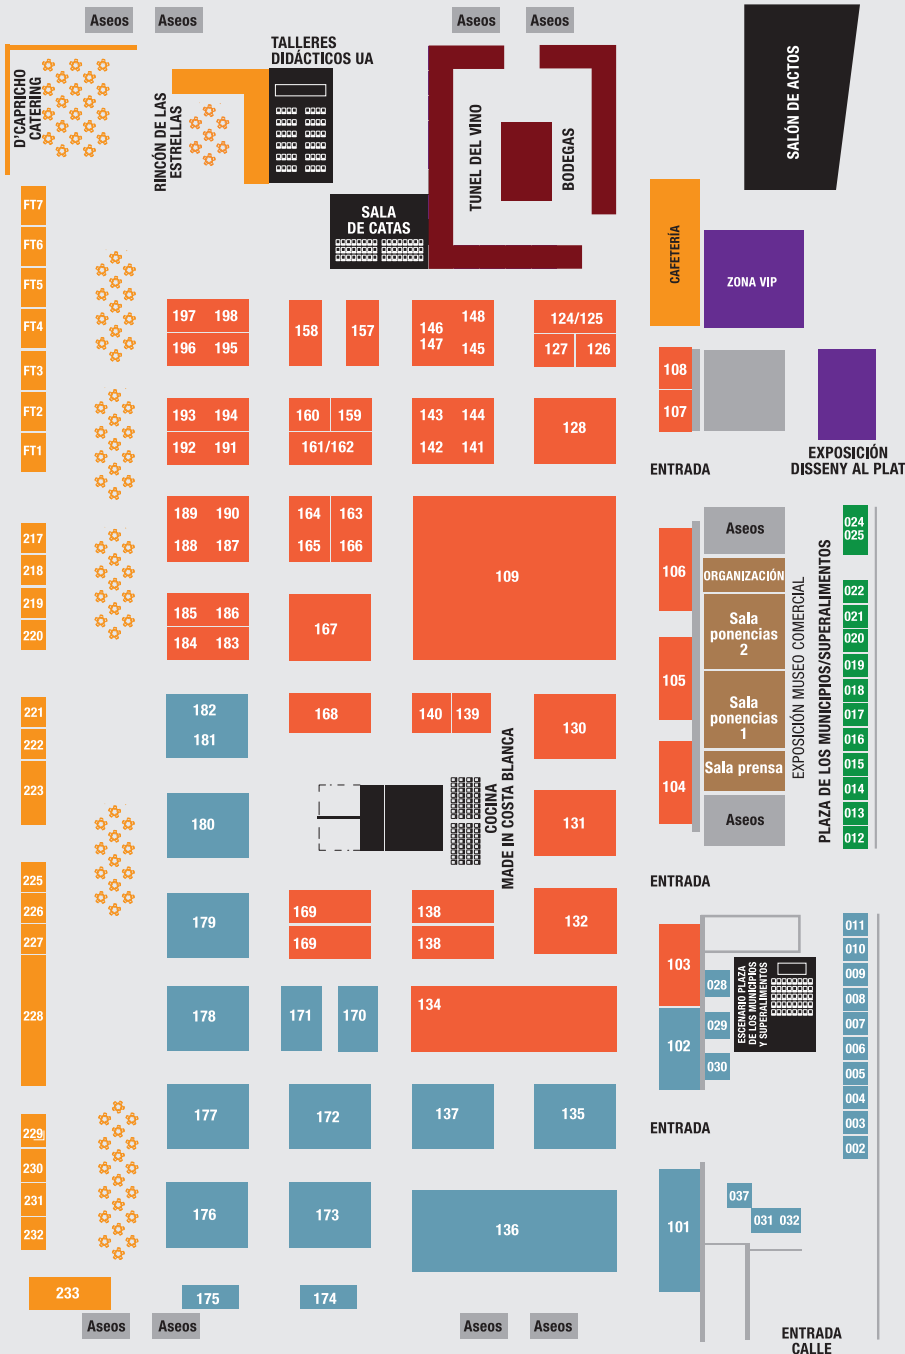 Aseos
Aseos
Aseos
Aseos
D'CAPRICHO
CATERING
RINCÓN DE LAS
ESTRELLAS
TALLERES
DIDÁCTICOS UA
SALA
DE CATAS
TUNEL DEL VINO
BODEGAS
SALÓN DE ACTOS
CAFETERÍA
ZONA VIP
FT7
FT6
FT5
FT4
FT3
FT2
FT1
197 198
196 195
158
157
146
147
148
145
124/125
127
126
108
107
193 194
192 191
160
159
161/162
143 144
142 141
128
EXPOSICIÓN
DISSENY AL PLAT
ENTRADA
217
218
219
220
189 190
188 187
164
163
165
166
109
185 186
184 183
167
106
105
104
Aseos
ORGANIZACIÓN
Sala
ponencias
2
Sala
ponencias
1
Sala prensa
Aseos
EXPOSICIÓN MUSEO COMERCIAL
PLAZA DE LOS MUNICIPIOS/SUPERALIMENTOS
024
025
022
021
020
019
018
017
016
015
014
013
012
221
222
223
182
181
168
140
139
130
180
COCINA
MADE IN COSTA BLANCA
131
ENTRADA
225
226
227
228
179
169
169
138
138
132
103
102
028
029
030
ESCENARIO PLAZA
DE LOS MUNICIPIOS
Y SUPERALIMENTOS
011
010
009
008
007
006
005
004
003
002
178
171
170
134
229
230
231
232
177
172
137
135
ENTRADA
176
173
136
101
037
031 032
233
175
174
Aseos
Aseos
Aseos
Aseos
ENTRADA
CALLE